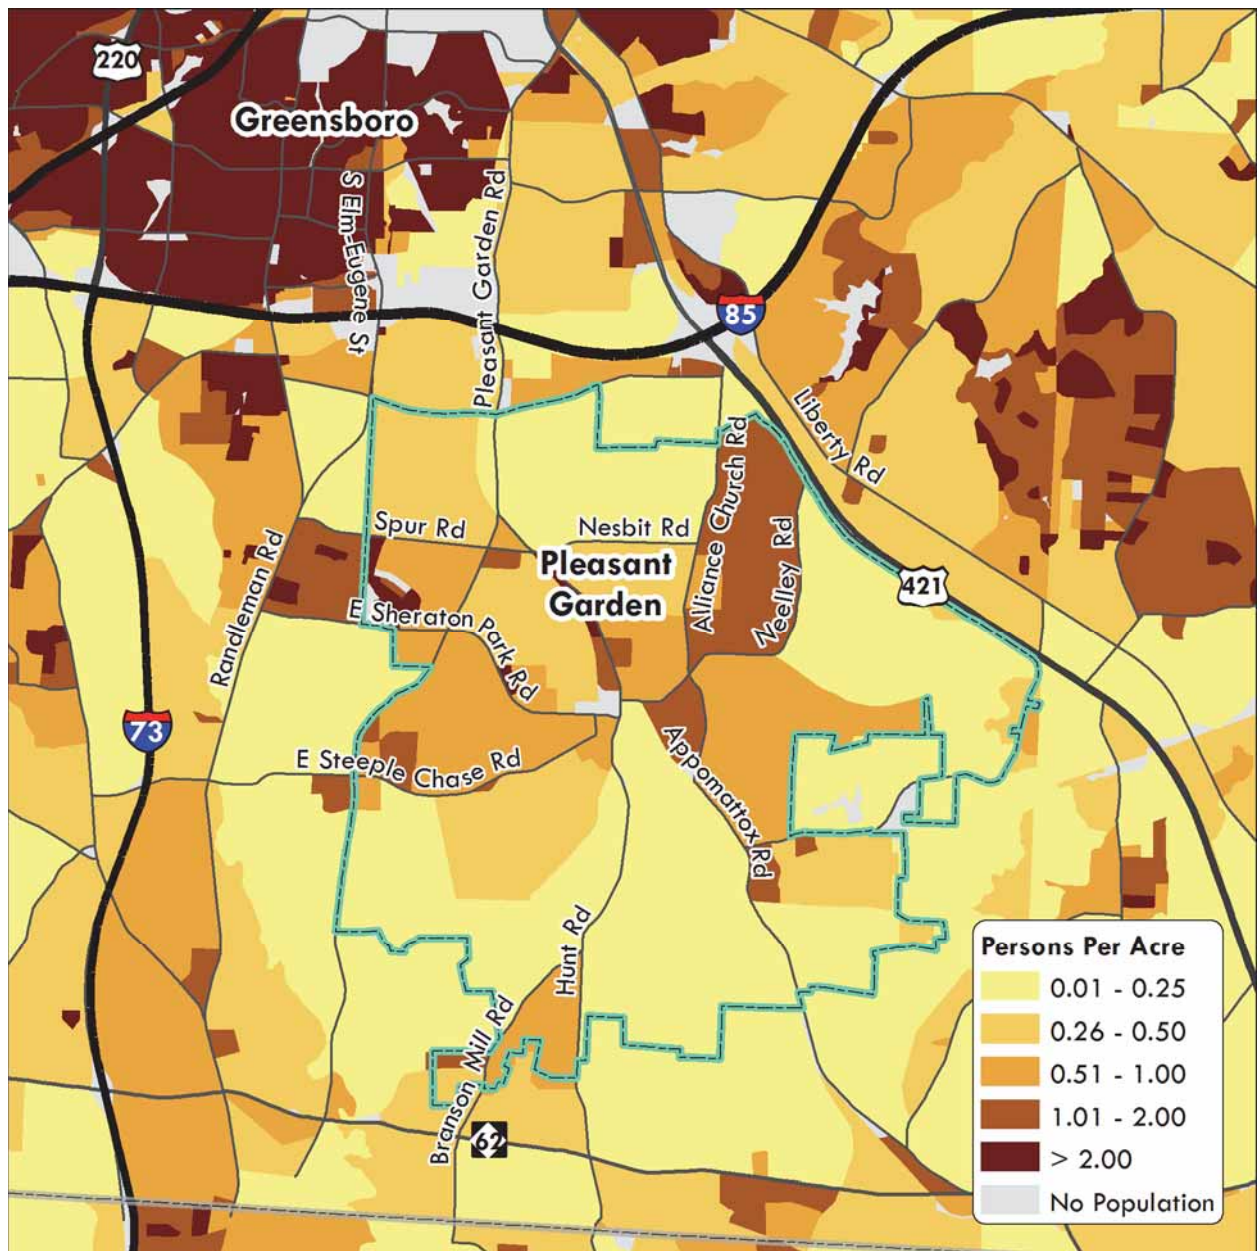 220
Greensboro
S Elm-Eugene St
Pleasant Garden Rd
85
Liberty Rd
Alliance Church Rd
Spur Rd
Nesbit Rd
Neelley Rd
Randleman Rd
Pleasant
Garden
421
E Sheraton Park Rd
73
E Steeple Chase Rd
Appomattox Rd
Hunt Rd
Branson Mill Rd
62
Persons Per Acre
0.01 - 0.25
0.26 - 0.50
0.51 - 1.00
1.01 - 2.00
> 2.00
No Population